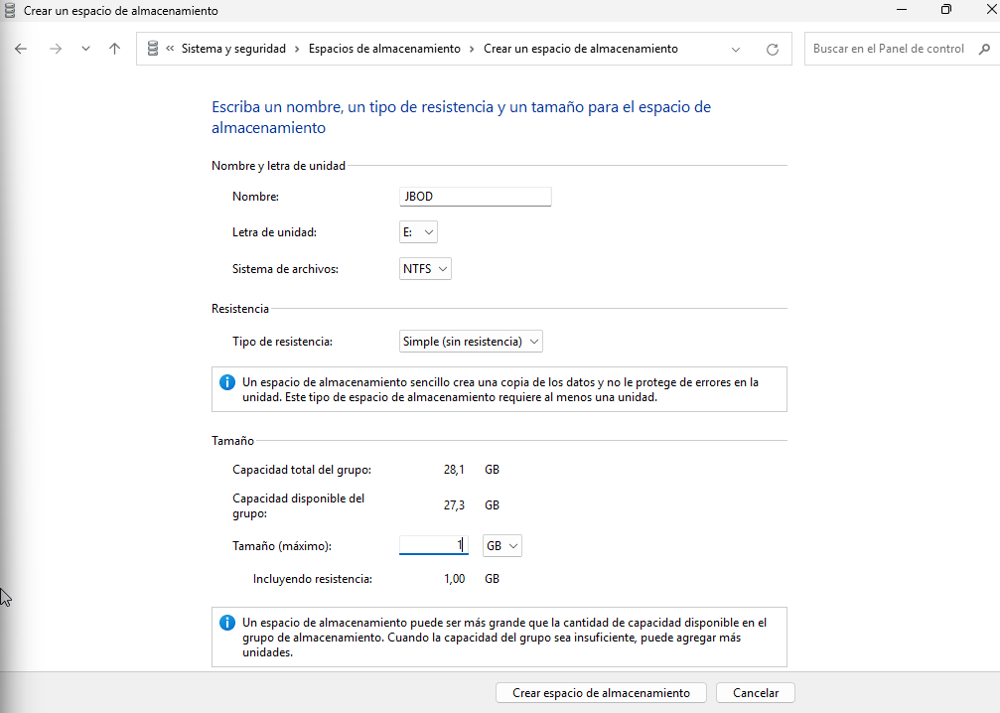 Crear un espacio de almacenamiento
« Sistema y seguridad > Espacios de almacenamiento > Crear un espacio de almacenamiento
Buscar en el Panel de control
Escriba un nombre, un tipo de resistencia y un tamaño para el espacio de
almacenamiento
Nombre y letra de unidad
Nombre: JBOD
Letra de unidad: E:
Sistema de archivos: NTFS
Resistencia
Tipo de resistencia: Simple (sin resistencia)
Un espacio de almacenamiento sencillo crea una copia de los datos y no le protege de errores en la
unidad. Este tipo de espacio de almacenamiento requiere al menos una unidad.
Tamaño
Capacidad total del grupo: 28,1 GB
Capacidad disponible del
grupo: 27,3 GB
Tamaño (máximo): 1 GB
Incluyendo resistencia: 1,00 GB
Un espacio de almacenamiento puede ser más grande que la cantidad de capacidad disponible en el
grupo de almacenamiento. Cuando la capacidad del grupo sea insuficiente, puede agregar más
unidades.
Crear espacio de almacenamiento Cancelar